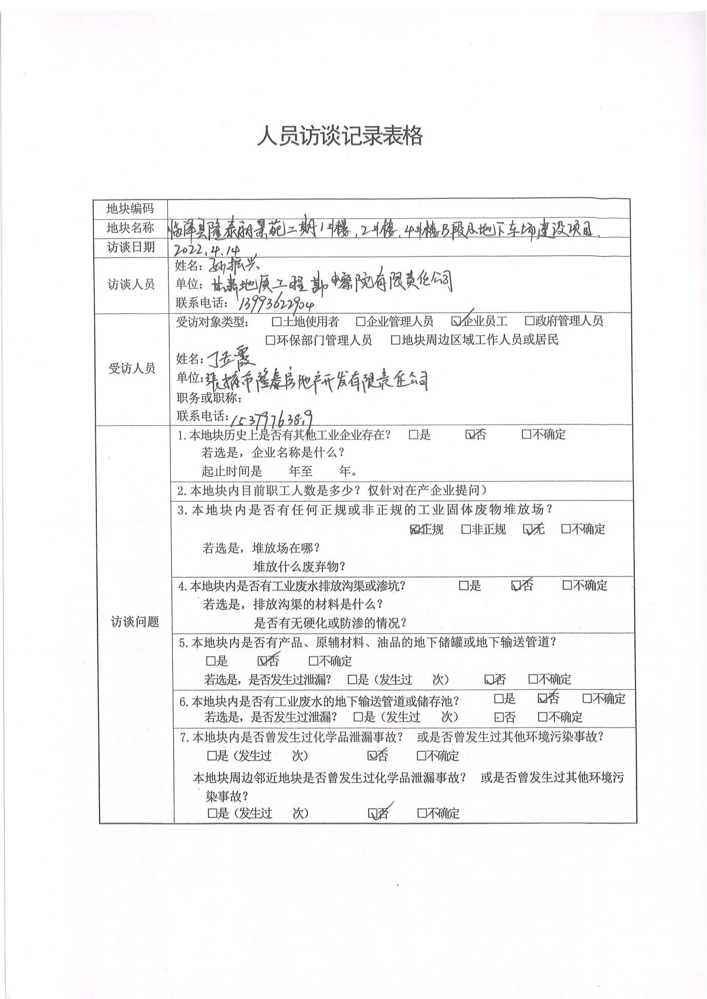 人员访谈记录表格
地块编码
地块名称 临泽县隆泰丽景苑二期1#楼,2#楼,4#楼B段及地下车场建设项目.
访谈日期 2022.4.14
访谈人员
姓名: 孙振兴
单位: 甘肃地质工程勘察院有限责任公司
联系电话: 13993622904
受访人员
受访对象类型: □土地使用者 □企业管理人员 ☑企业员工 □政府管理人员
□环保部门管理人员 □地块周边区域工作人员或居民
姓名: 丁玉霞
单位: 张掖市隆泰房地产开发有限责任公司
职务或职称:
联系电话: 15379763819
访谈问题
1.本地块历史上是否有其他工业企业存在? □是 ☑否 □不确定
若选是,企业名称是什么?
起止时间是 年至 年。
2.本地块内目前职工人数是多少?仅针对在产企业提问)
3.本地块内是否有任何正规或非正规的工业固体废物堆放场?
正规 □非正规 ☑无 □不确定
若选是,堆放场在哪?
堆放什么废弃物?
4.本地块内是否有工业废水排放沟渠或渗坑? □是 ☑否 □不确定
若选是,排放沟渠的材料是什么?
是否有无硬化或防渗的情况?
5.本地块内是否有产品、原辅材料、油品的地下储罐或地下输送管道?
□是 ☑否 □不确定
若选是,是否发生过泄漏? □是(发生过 次) ☑否 □不确定
6.本地块内是否有工业废水的地下输送管道或储存池? □是 ☑否 □不确定
若选是,是否发生过泄漏? □是(发生过 次) □否 □不确定
7.本地块内是否曾发生过化学品泄漏事故? 或是否曾发生过其他环境污染事故?
□是(发生过 次) ☑否 □不确定
本地块周边邻近地块是否曾发生过化学品泄漏事故? 或是否曾发生过其他环境污
染事故?
□是(发生过 次) ☑否 □不确定